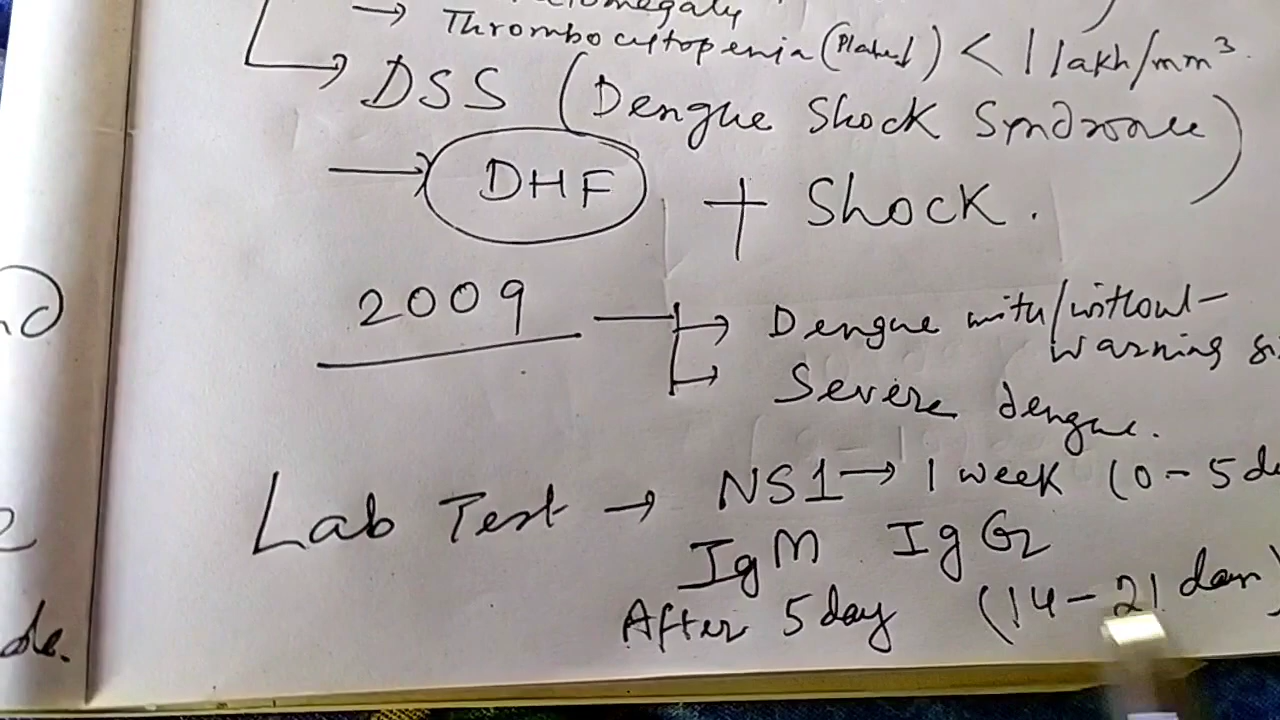 → Thrombocytopenia (Platelet) < 1 lakh/mm³.
→ DSS (Dengue Shock Syndrome)
→ DHF + Shock.
2009 → Dengue with/without
warning
→ Severe dengue.
Lab Test → NS1 → 1 week (0-5
IgM IgG
After 5 day (14-21 days)